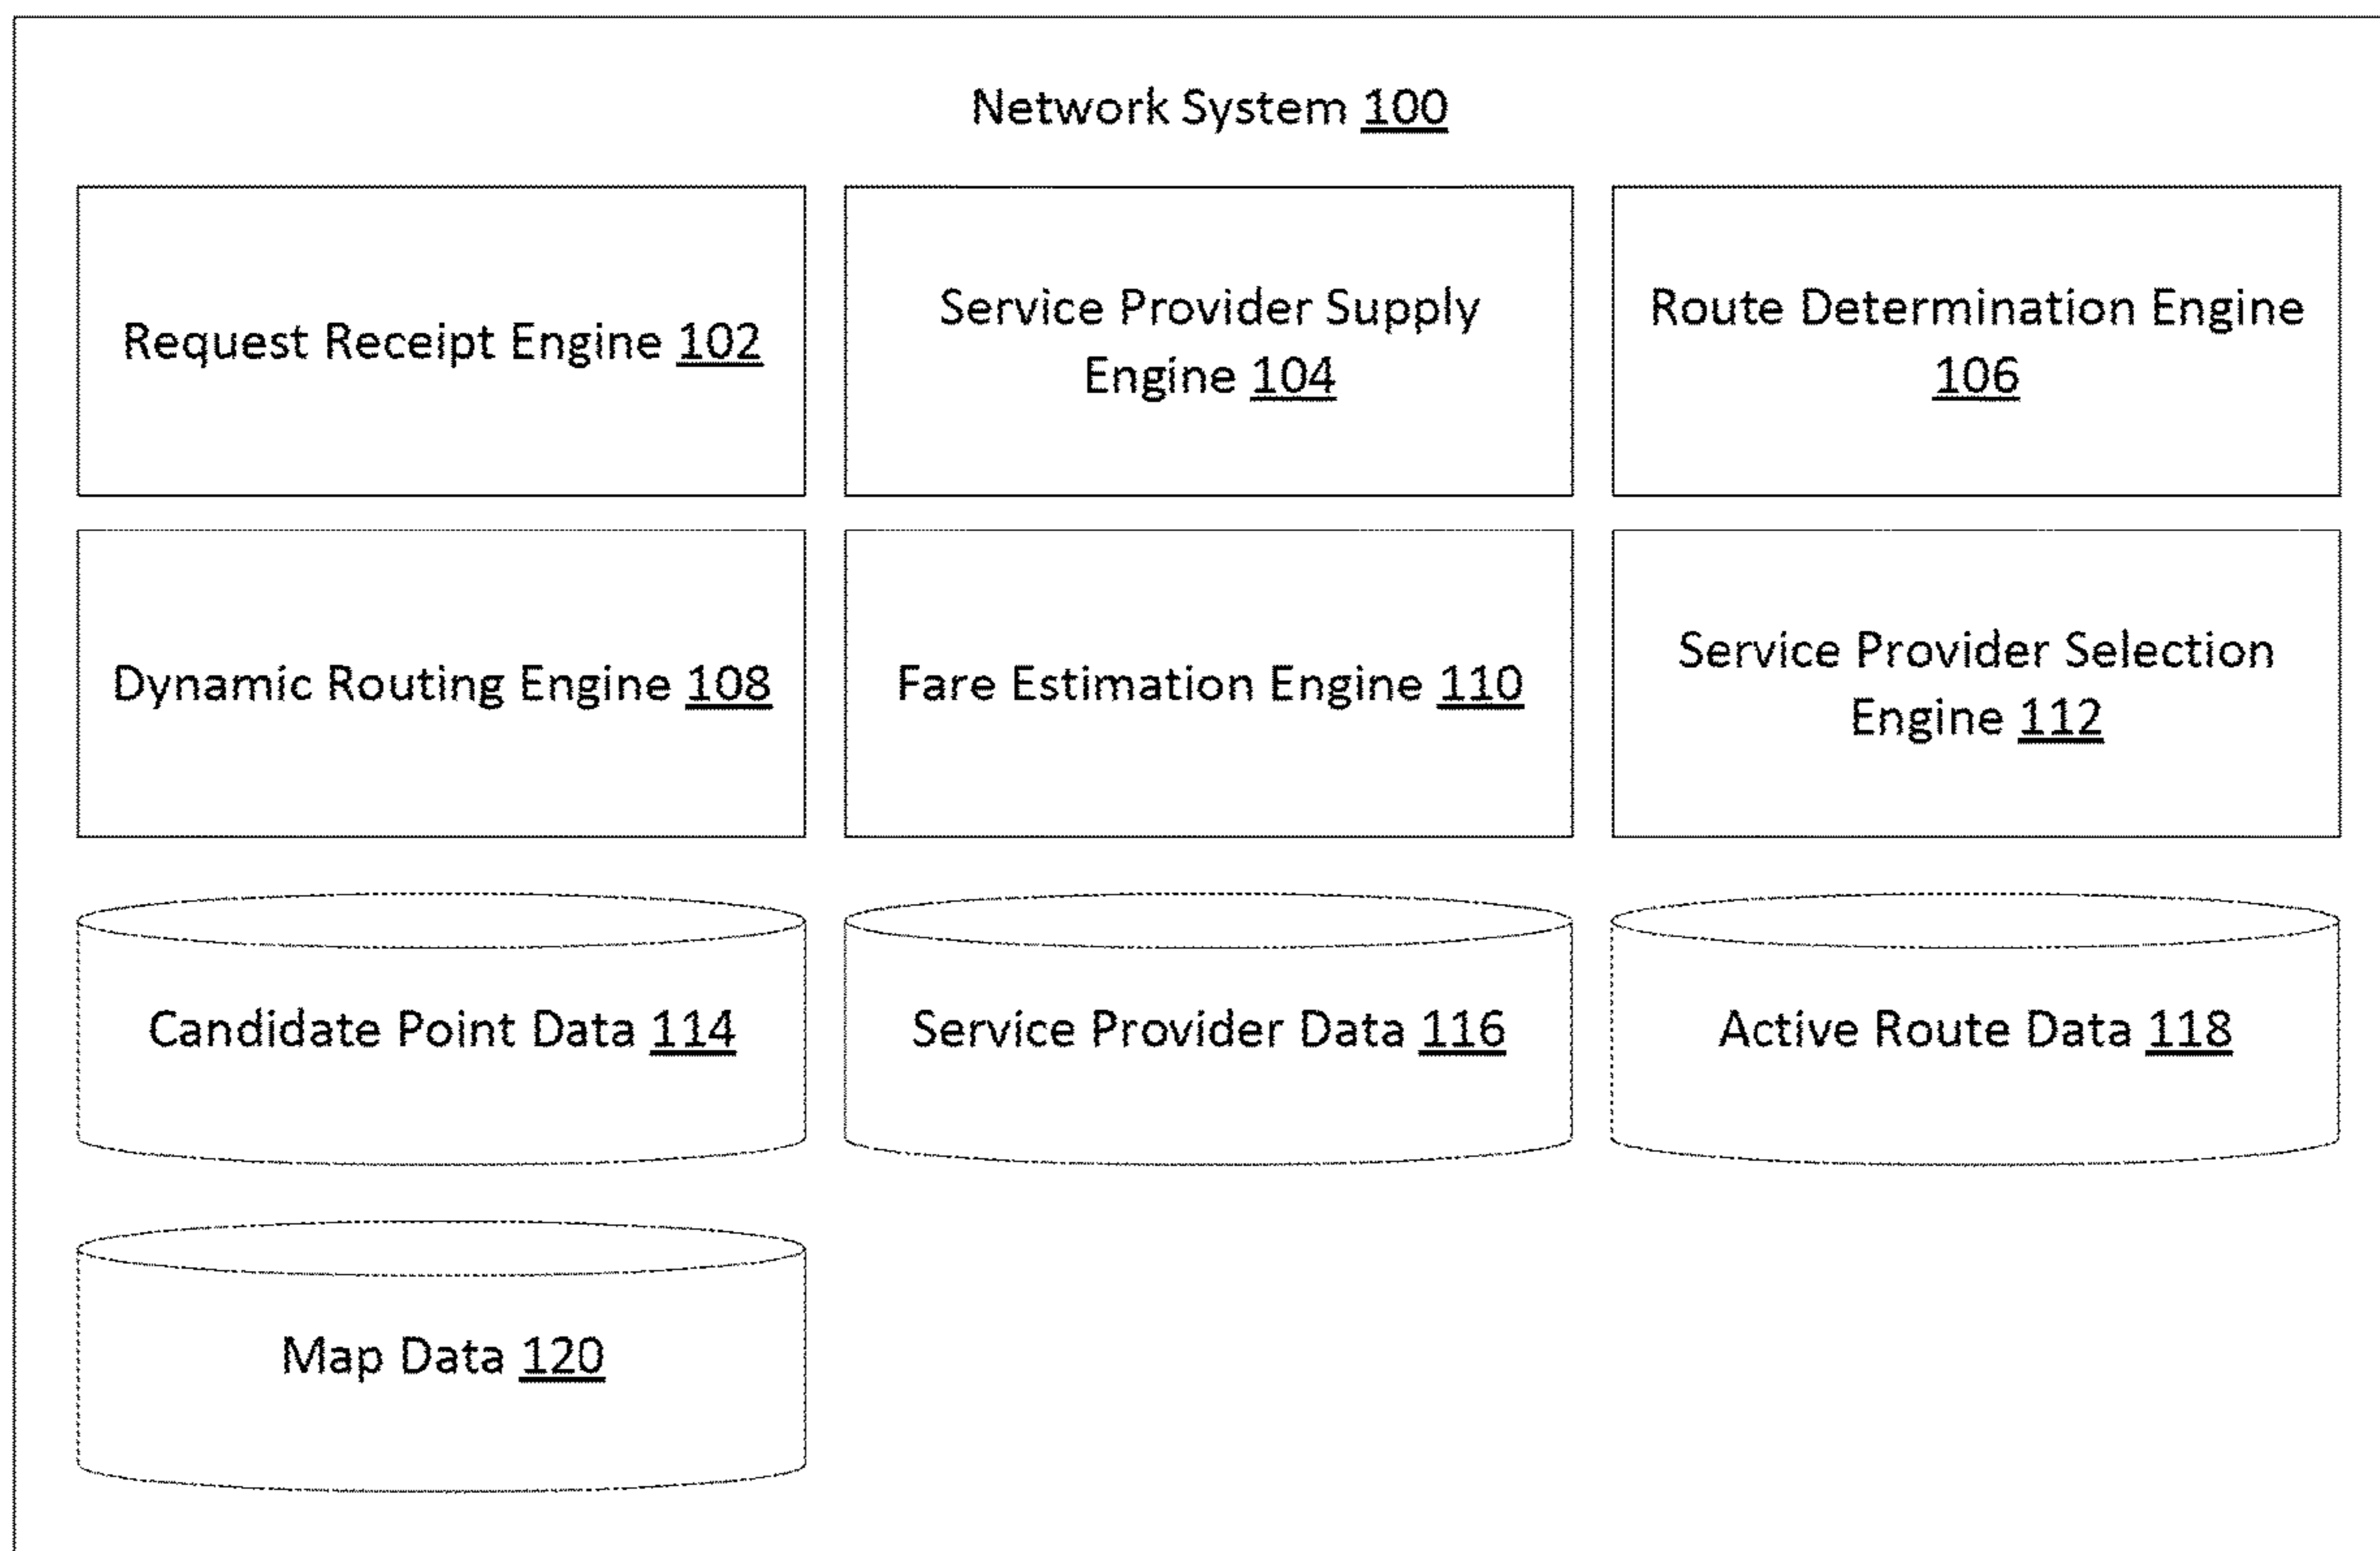 Network System 100
Request Receipt Engine 102
Service Provider Supply
Engine 104
Route Determination Engine
106
Dynamic Routing Engine 108
Fare Estimation Engine 110
Service Provider Selection
Engine 112
Candidate Point Data 114
Service Provider Data 116
Active Route Data 118
Map Data 120